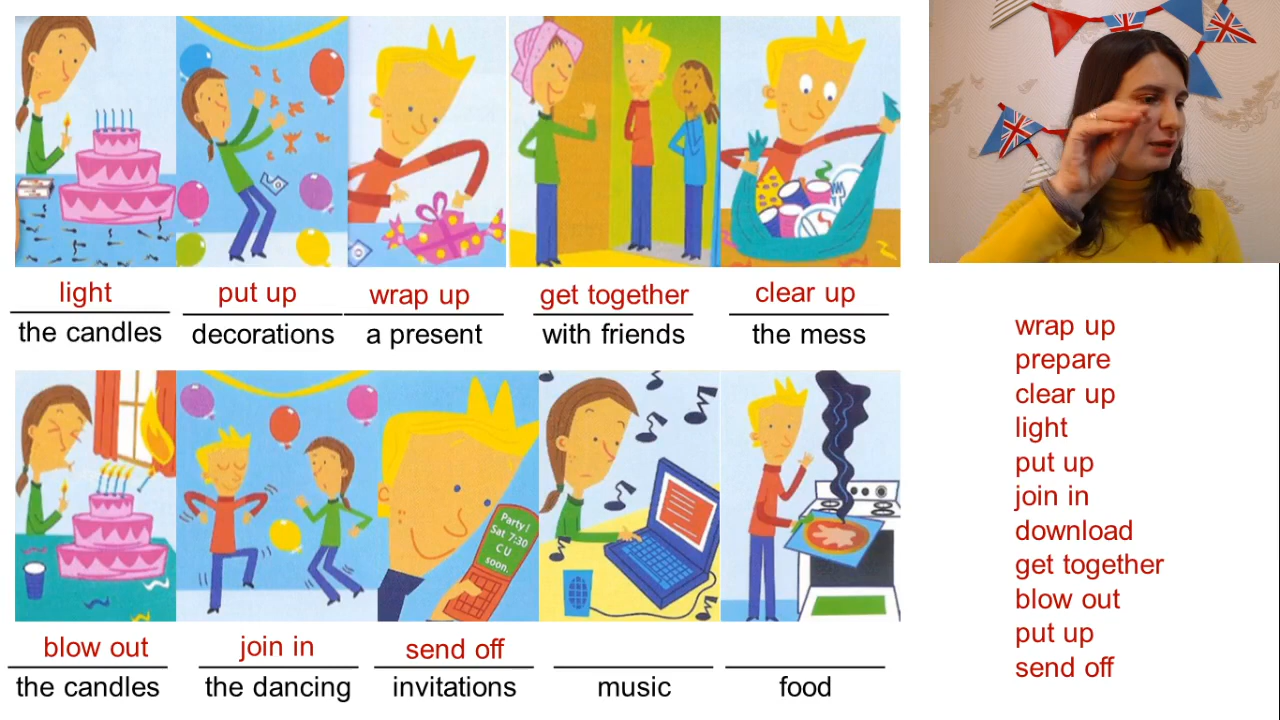 light
the candles
put up
decorations
wrap up
a present
get together
with friends
clear up
the mess
Party!
Sat 7:30
CU
soon.
blow out
the candles
join in
the dancing
send off
invitations
music
food
wrap up
prepare
clear up
light
put up
join in
download
get together
blow out
put up
send off